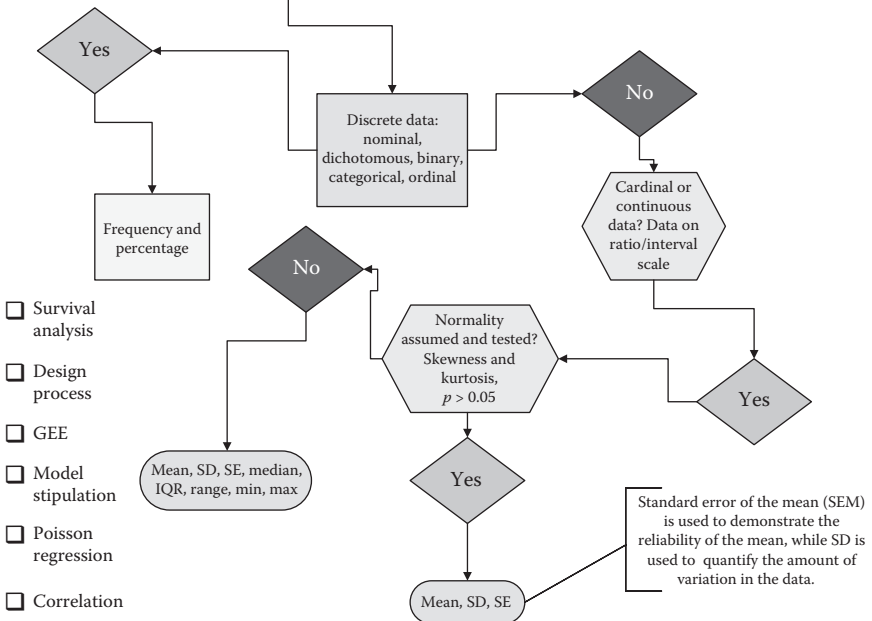 Yes
Discrete data:
nominal,
dichotomous, binary,
categorical, ordinal
No
Frequency and
percentage
Cardinal or
continuous
data? Data on
ratio/interval
scale
No
Normality
assumed and tested?
Skewness and
kurtosis,
p > 0.05
Yes
Mean, SD, SE, median,
IQR, range, min, max
Yes
Mean, SD, SE
Standard error of the mean (SEM)
is used to demonstrate the
reliability of the mean, while SD is
used to quantify the amount of
variation in the data.
Survival
analysis
Design
process
GEE
Model
stipulation
Poisson
regression
Correlation